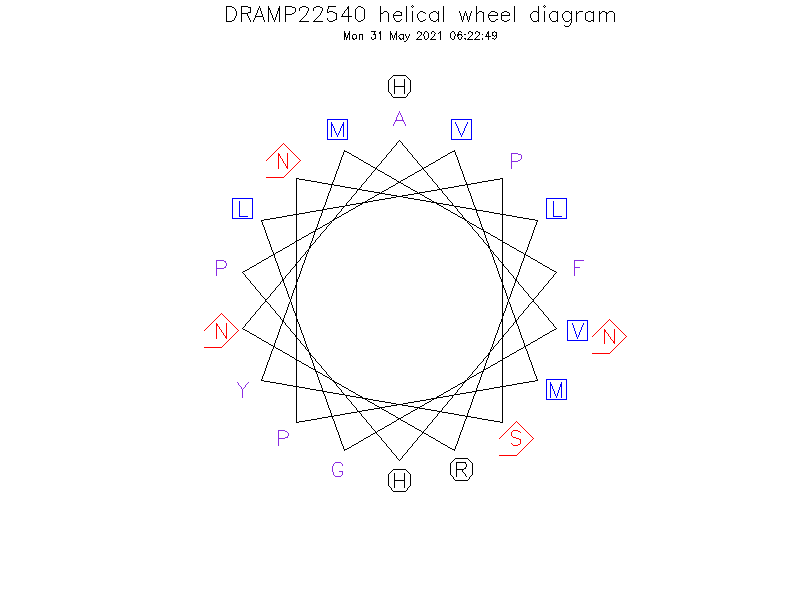 DRAMP22540 helical wheel diagram
Mon 31 May 2021 06:22:49
H
M A V
N P
L L
P F
N V N
Y M
P S
G H R